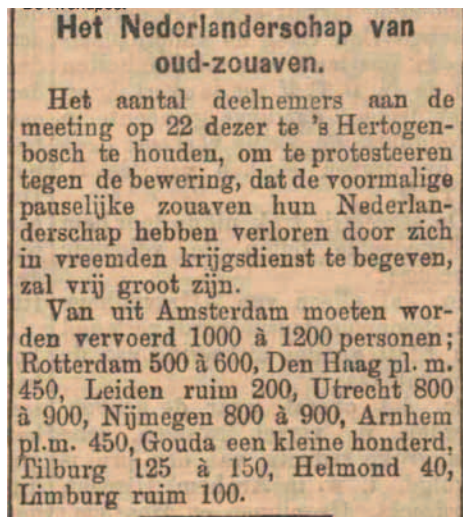 Het Nederlanderschap van
oud-zouaven.
Het aantal deelnemers aan de
meeting op 22 dezer te 's Hertogen-
bosch te houden, om te protesteeren
tegen de bewering, dat de voormalige
pauselijke zouaven hun Nederlan-
derschap hebben verloren door zich
in vreemden krijgsdienst te begeven,
zal vrij groot zijn.
Van uit Amsterdam moeten wor-
den vervoerd 1000 à 1200 personen;
Rotterdam 500 à 600, Den Haag pl. m.
450, Leiden ruim 200, Utrecht 800
à 900, Nijmegen 800 à 900, Arnhem
pl.m. 450, Gouda een kleine honderd,
Tilburg 125 à 150, Helmond 40,
Limburg ruim 100.